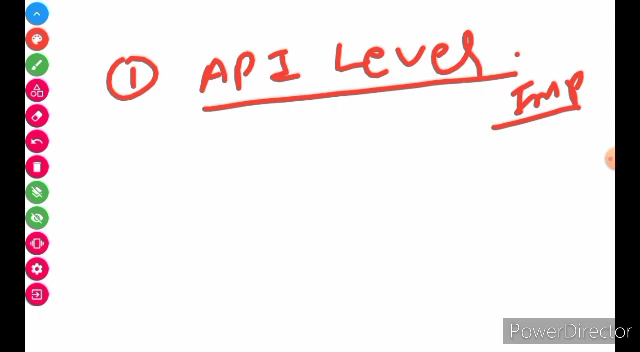 ① API Level.
Imp
PowerDirector